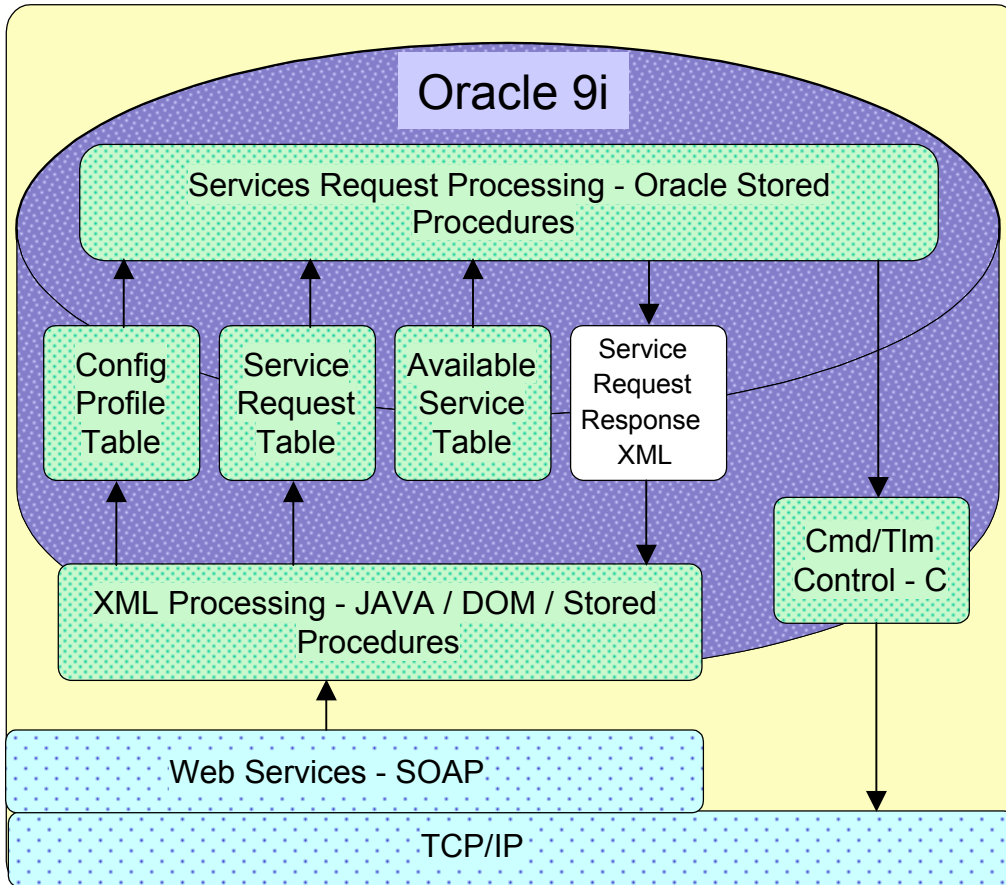 Oracle 9i
Services Request Processing - Oracle Stored
Procedures
Config
Profile
Table
Service
Request
Table
Available
Service
Table
Service
Request
Response
XML
Cmd/Tlm
Control - C
XML Processing - JAVA / DOM / Stored
Procedures
Web Services - SOAP
TCP/IP